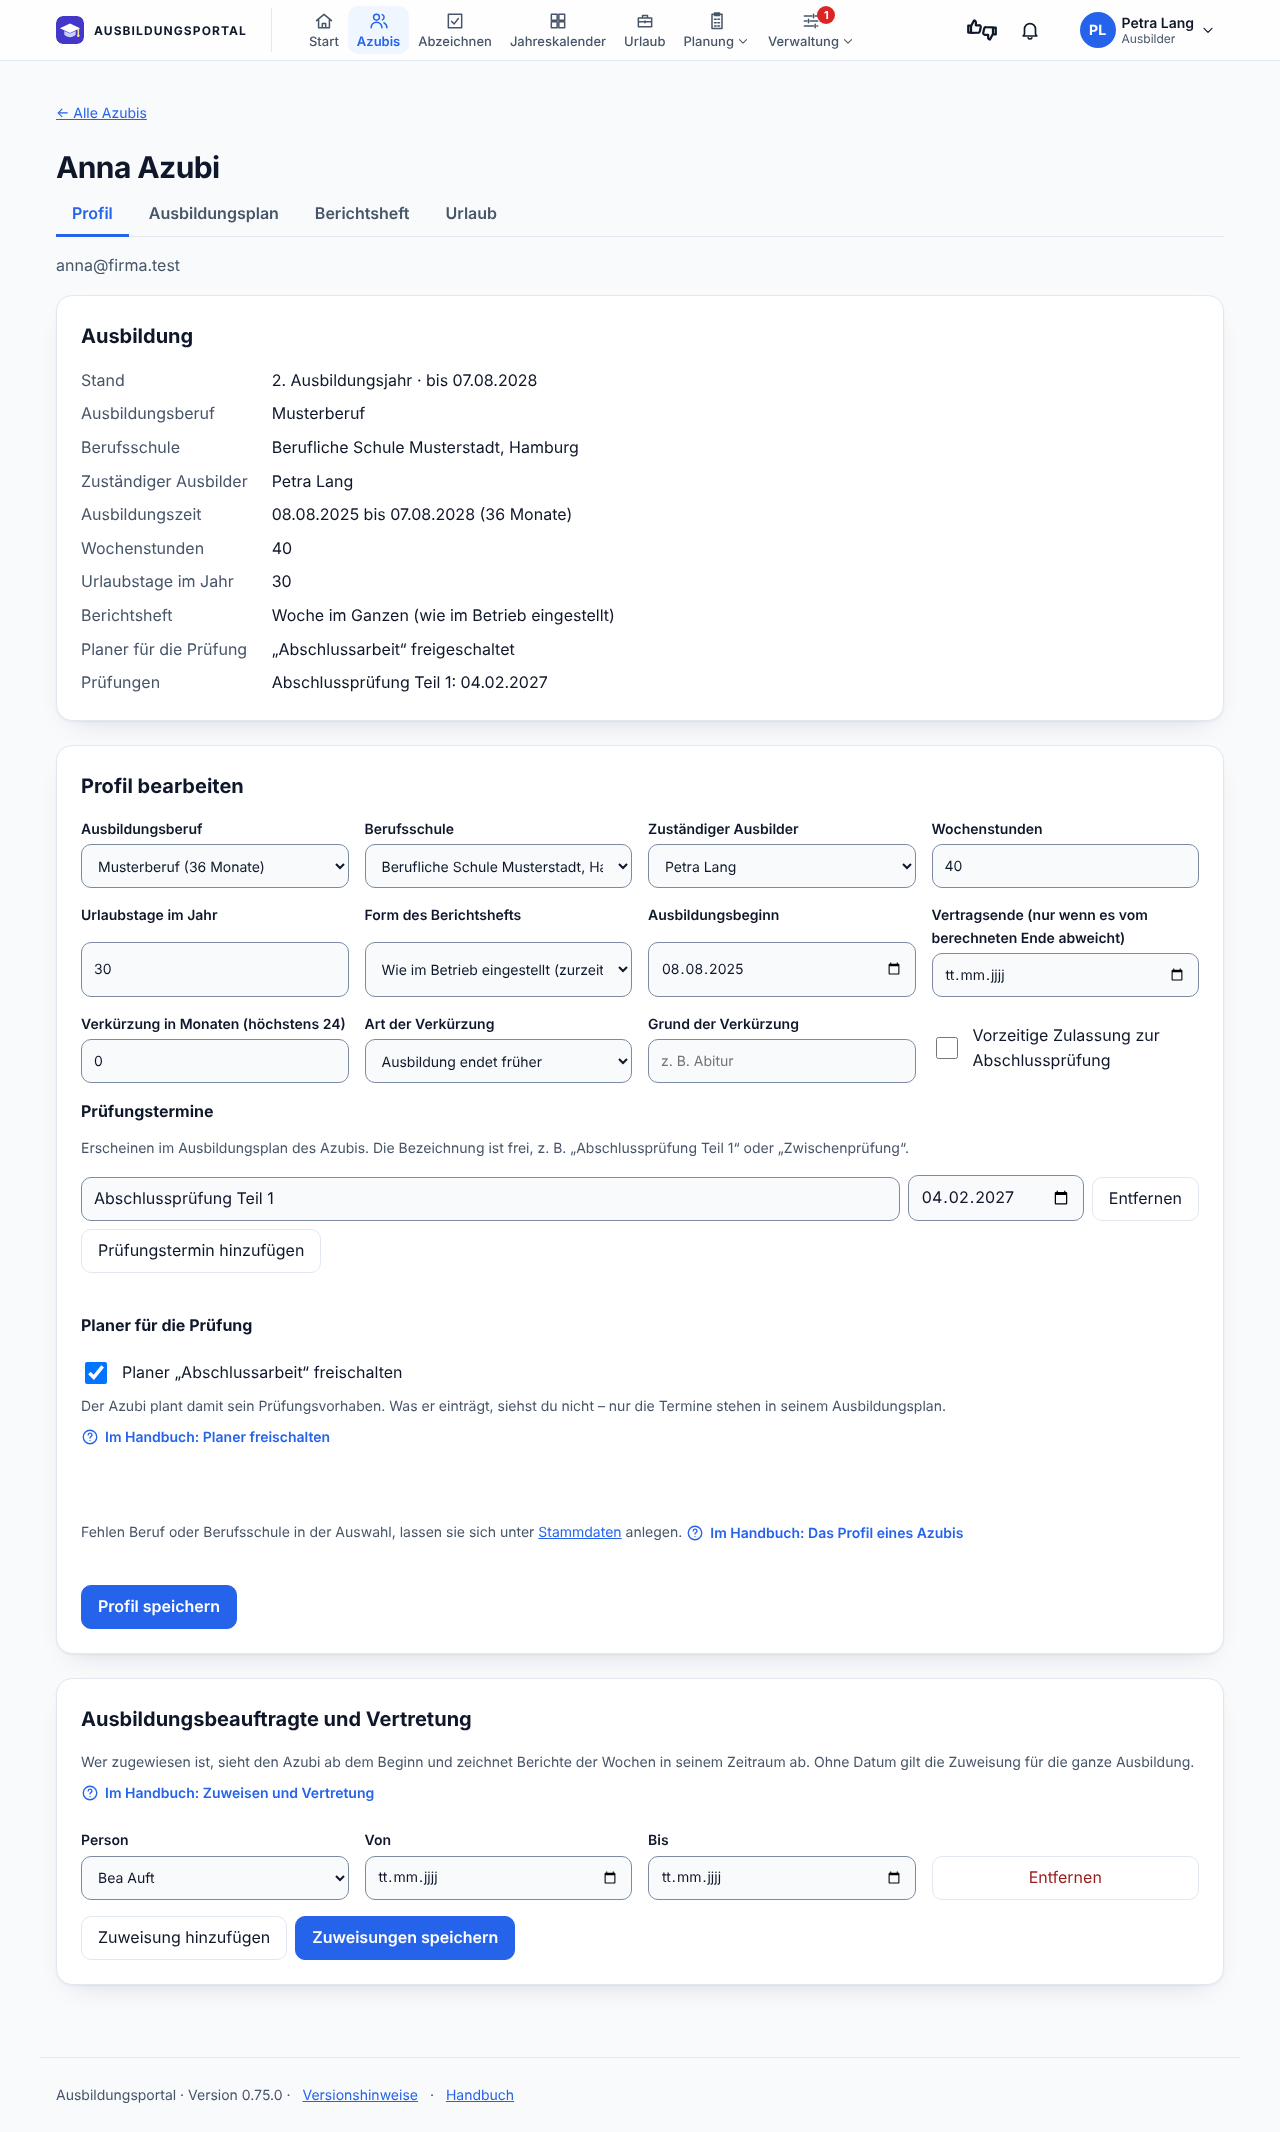 AUSBILDUNGSPORTAL
Start
Azubis
Abzeichnen
Jahreskalender
Urlaub
Planung
Verwaltung
1
PL
Petra Lang
Ausbilder
← Alle Azubis
Anna Azubi
Profil
Ausbildungsplan
Berichtsheft
Urlaub
anna@firma.test
Ausbildung
Stand 2. Ausbildungsjahr · bis 07.08.2028
Ausbildungsberuf Musterberuf
Berufsschule Berufliche Schule Musterstadt, Hamburg
Zuständiger Ausbilder Petra Lang
Ausbildungszeit 08.08.2025 bis 07.08.2028 (36 Monate)
Wochenstunden 40
Urlaubstage im Jahr 30
Berichtsheft Woche im Ganzen (wie im Betrieb eingestellt)
Planer für die Prüfung „Abschlussarbeit“ freigeschaltet
Prüfungen Abschlussprüfung Teil 1: 04.02.2027
Profil bearbeiten
Ausbildungsberuf Berufsschule Zuständiger Ausbilder Wochenstunden
Musterberuf (36 Monate) Berufliche Schule Musterstadt, Ha Petra Lang 40
Urlaubstage im Jahr Form des Berichtshefts Ausbildungsbeginn Vertragsende (nur wenn es vom
berechneten Ende abweicht)
30 Wie im Betrieb eingestellt (zurzeit 08.08.2025 tt.mm.jjjj
Verkürzung in Monaten (höchstens 24) Art der Verkürzung Grund der Verkürzung
0 Ausbildung endet früher z. B. Abitur
Vorzeitige Zulassung zur
Abschlussprüfung
Prüfungstermine
Erscheinen im Ausbildungsplan des Azubis. Die Bezeichnung ist frei, z. B. „Abschlussprüfung Teil 1“ oder „Zwischenprüfung“.
Abschlussprüfung Teil 1 04.02.2027 Entfernen
Prüfungstermin hinzufügen
Planer für die Prüfung
Planer „Abschlussarbeit“ freischalten
Der Azubi plant damit sein Prüfungsvorhaben. Was er einträgt, siehst du nicht – nur die Termine stehen in seinem Ausbildungsplan.
Im Handbuch: Planer freischalten
Fehlen Beruf oder Berufsschule in der Auswahl, lassen sie sich unter Stammdaten anlegen. Im Handbuch: Das Profil eines Azubis
Profil speichern
Ausbildungsbeauftragte und Vertretung
Wer zugewiesen ist, sieht den Azubi ab dem Beginn und zeichnet Berichte der Wochen in seinem Zeitraum ab. Ohne Datum gilt die Zuweisung für die ganze Ausbildung.
Im Handbuch: Zuweisen und Vertretung
Person Von Bis
Bea Auft tt.mm.jjjj tt.mm.jjjj Entfernen
Zuweisung hinzufügen Zuweisungen speichern
Ausbildungsportal · Version 0.75.0 · Versionshinweise · Handbuch